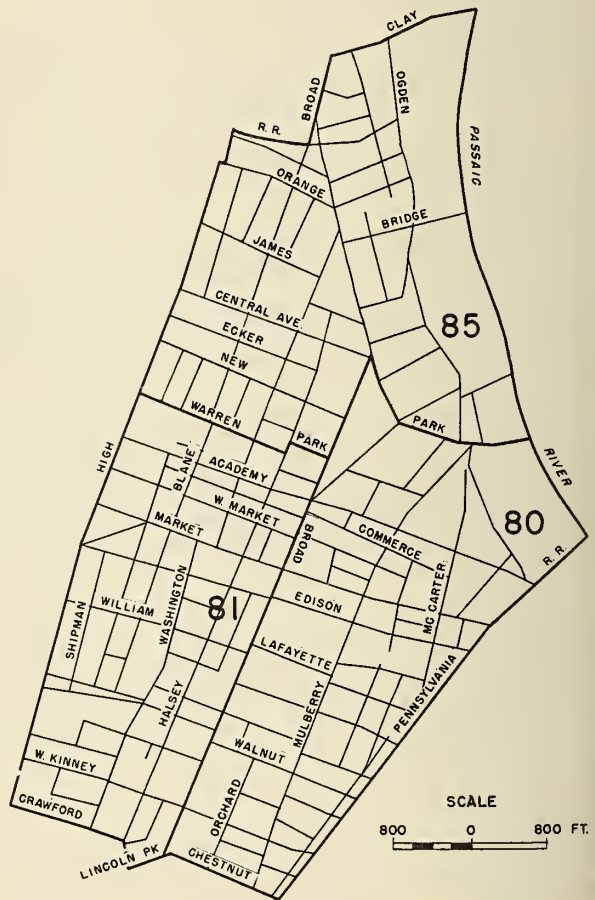 CLAY
BROAD
OGDEN
PASSAIC
R. R.
ORANGE
BRIDGE
JAMES
CENTRAL AVE.
ECKER
NEW
85
WARREN
PARK
PARK
HIGH
BLANE
ACADEMY
RIVER
W. MARKET
MARKET
BROAD
COMMERCE
80
R. R.
WILLIAM
WASHINGTON
81
EDISON
MC CARTER
SHIPMAN
LAFAYETTE
HALSEY
MULBERRY
PENNSYLVANIA
W. KINNEY
WALNUT
CRAWFORD
ORCHARD
LINCOLN PK
CHESTNUT
SCALE
800 0 800 FT.